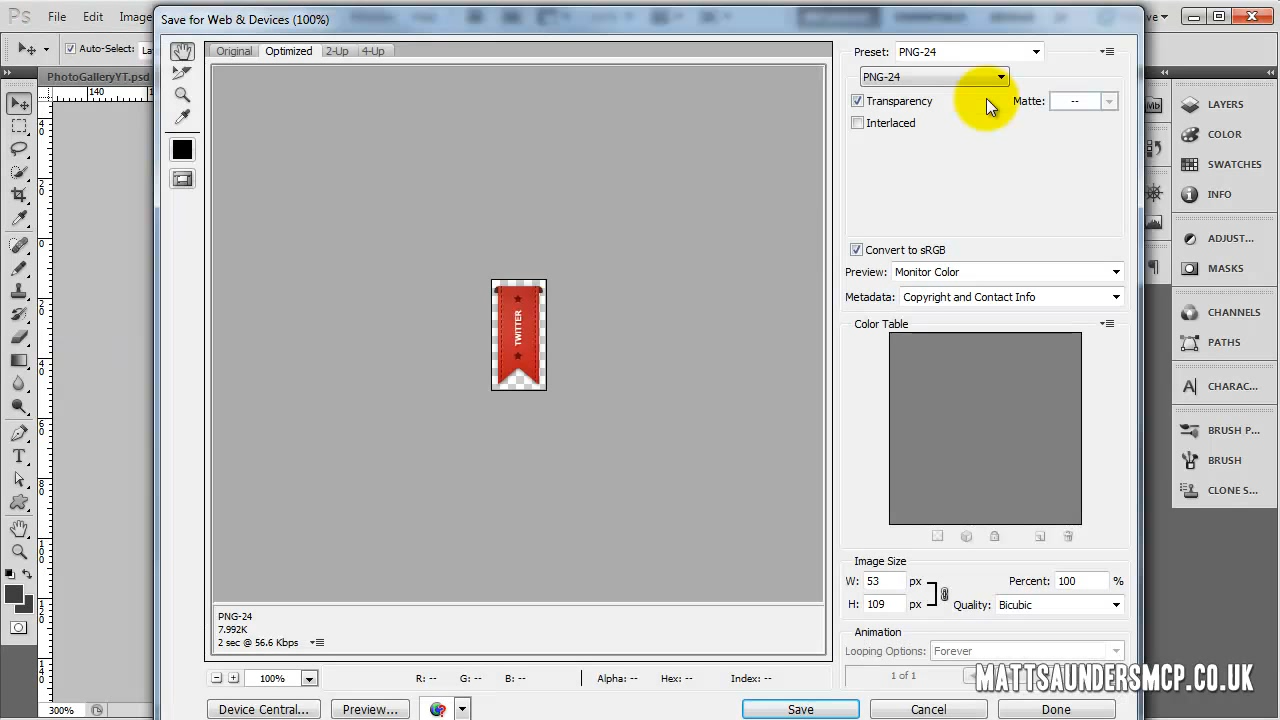 Ps File Edit Image
Save for Web & Devices (100%)
Auto-Select:
PhotoGalleryYT.psd
140
Original Optimized 2-Up 4-Up
Preset: PNG-24
PNG-24
Transparency Matte: --
Interlaced
Convert to sRGB
Preview: Monitor Color
Metadata: Copyright and Contact Info
Color Table
TWITTER
Image Size
W: 53 px Percent: 100 %
H: 109 px Quality: Bicubic
Animation
Looping Options: Forever
1 of 1
PNG-24
7.992K
2 sec @ 56.6 Kbps
100% R: -- G: -- B: -- Alpha: -- Hex: -- Index: --
Device Central... Preview... Save Cancel Done
300%
Mb
LAYERS
COLOR
SWATCHES
INFO
ADJUST...
MASKS
CHANNELS
PATHS
CHARAC...
BRUSH P...
BRUSH
CLONE S...
MATTSAUNDERSMCP.CO.UK